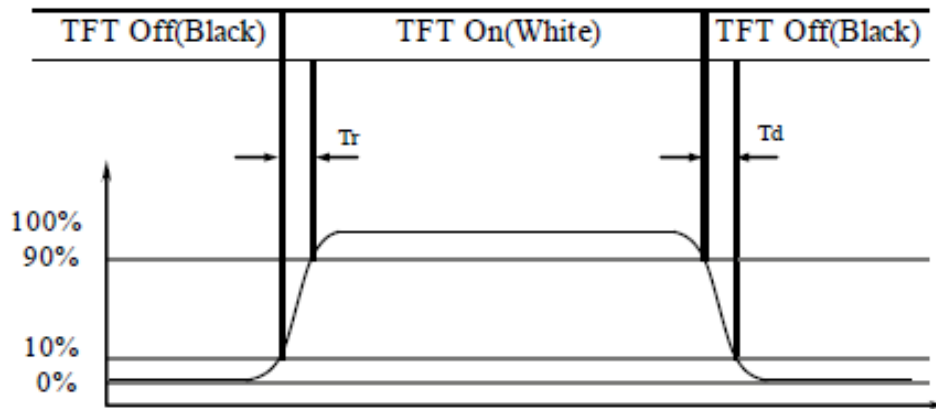 TFT Off(Black) TFT On(White) TFT Off(Black)
Tr Td
100%
90%
10%
0%